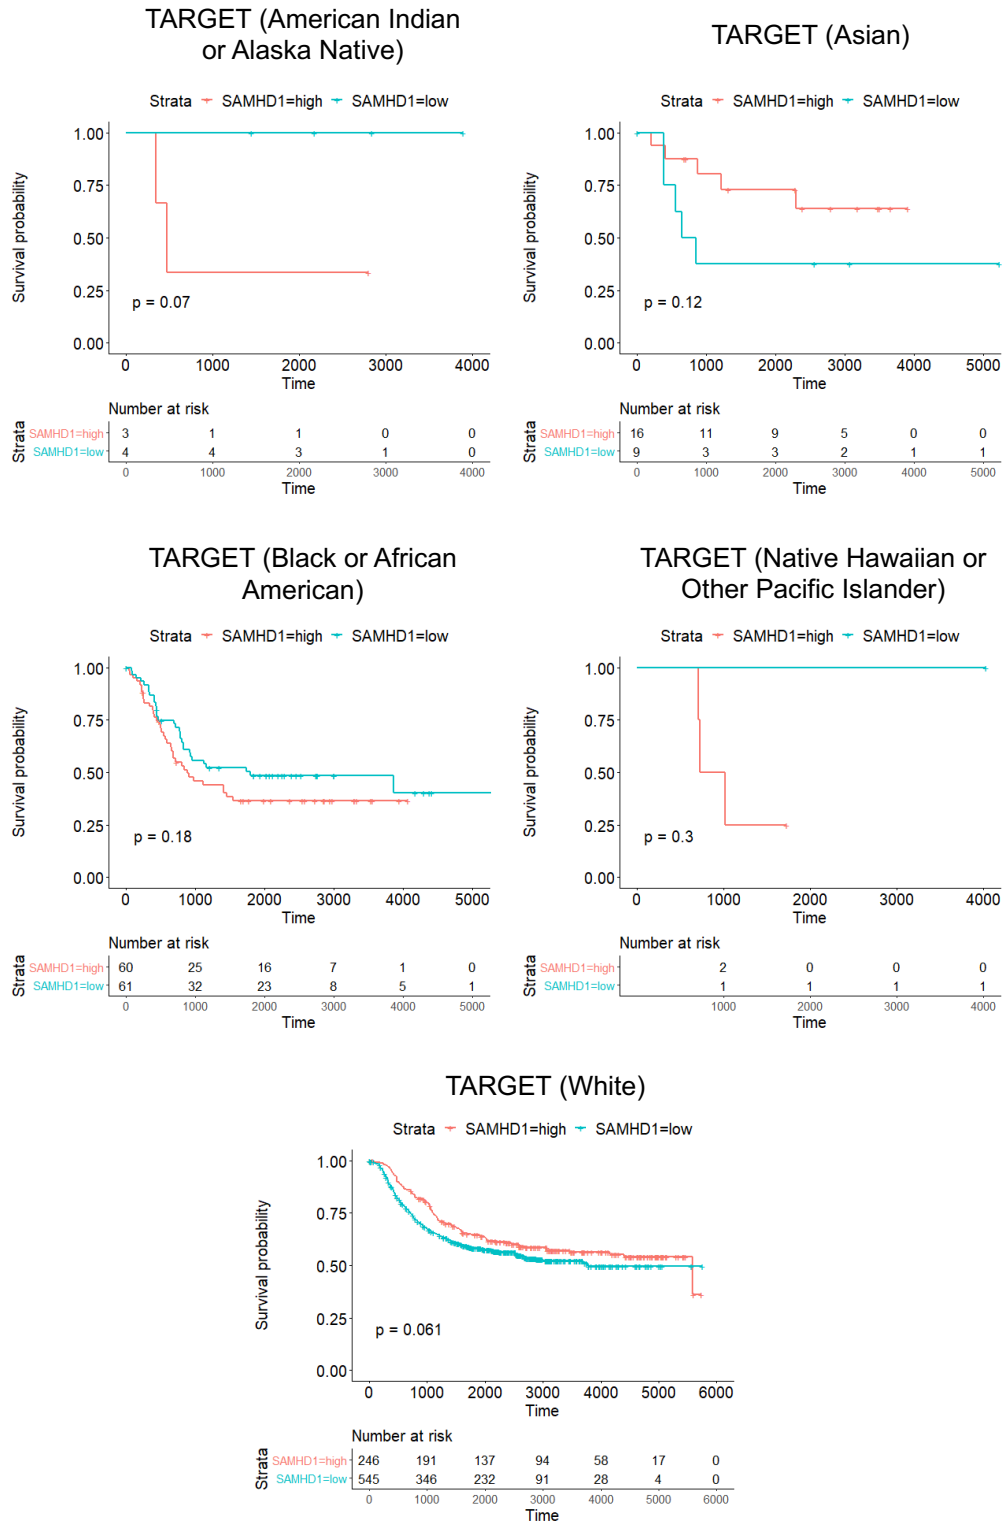 TARGET (American Indian
or Alaska Native)
Strata SAMHD1=high SAMHD1=low
Survival probability
1.00
0.75
0.50
0.25
0.00
p = 0.07
0 1000 2000 3000 4000
Time
Number at risk
Strata
SAMHD1=high 3 1 1 0 0
SAMHD1=low 4 4 3 1 0
0 1000 2000 3000 4000
Time
TARGET (Asian)
Strata SAMHD1=high SAMHD1=low
Survival probability
1.00
0.75
0.50
0.25
0.00
p = 0.12
0 1000 2000 3000 4000 5000
Time
Number at risk
Strata
SAMHD1=high 16 11 9 5 0 0
SAMHD1=low 9 3 3 2 1 1
0 1000 2000 3000 4000 5000
Time
TARGET (Black or African
American)
Strata SAMHD1=high SAMHD1=low
Survival probability
1.00
0.75
0.50
0.25
0.00
p = 0.18
0 1000 2000 3000 4000 5000
Time
Number at risk
Strata
SAMHD1=high 60 25 16 7 1 0
SAMHD1=low 61 32 23 8 5 1
0 1000 2000 3000 4000 5000
Time
TARGET (Native Hawaiian or
Other Pacific Islander)
Strata SAMHD1=high SAMHD1=low
Survival probability
1.00
0.75
0.50
0.25
0.00
p = 0.3
0 1000 2000 3000 4000
Time
Number at risk
Strata
SAMHD1=high 2 0 0 0
SAMHD1=low 1 1 1 1
1000 2000 3000 4000
Time
TARGET (White)
Strata SAMHD1=high SAMHD1=low
Survival probability
1.00
0.75
0.50
0.25
0.00
p = 0.061
0 1000 2000 3000 4000 5000 6000
Time
Number at risk
Strata
SAMHD1=high 246 191 137 94 58 17 0
SAMHD1=low 545 346 232 91 28 4 0
0 1000 2000 3000 4000 5000 6000
Time